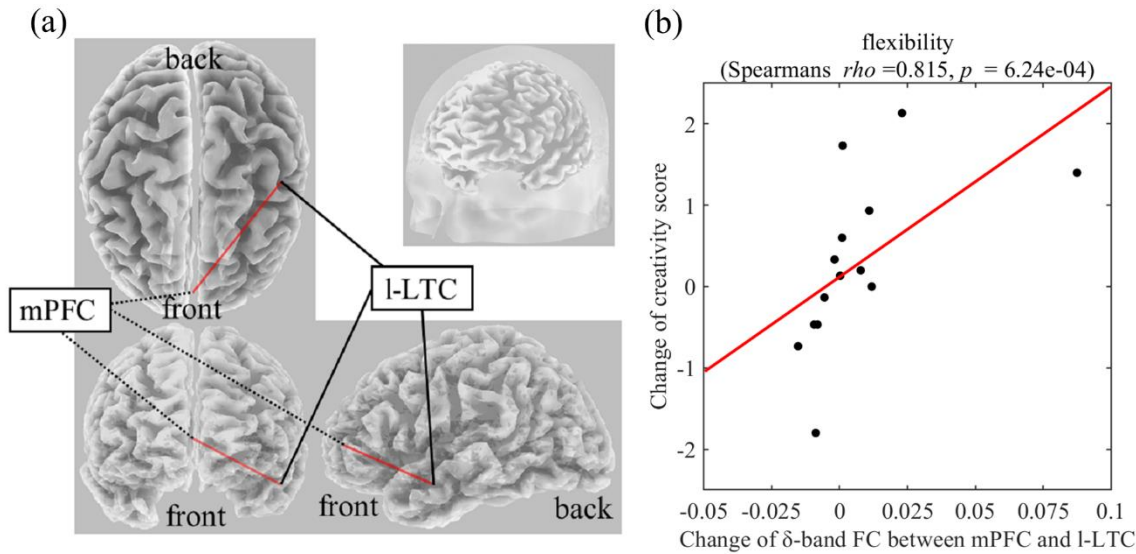 (a)
back
front
mPFC
l-LTC
front
front
back
(b)
flexibility
(Spearmans rho =0.815, p = 6.24e-04)
Change of creativity score
2
1
0
-1
-2
-0.05 -0.025 0 0.025 0.05 0.075 0.1
Change of δ-band FC between mPFC and l-LTC